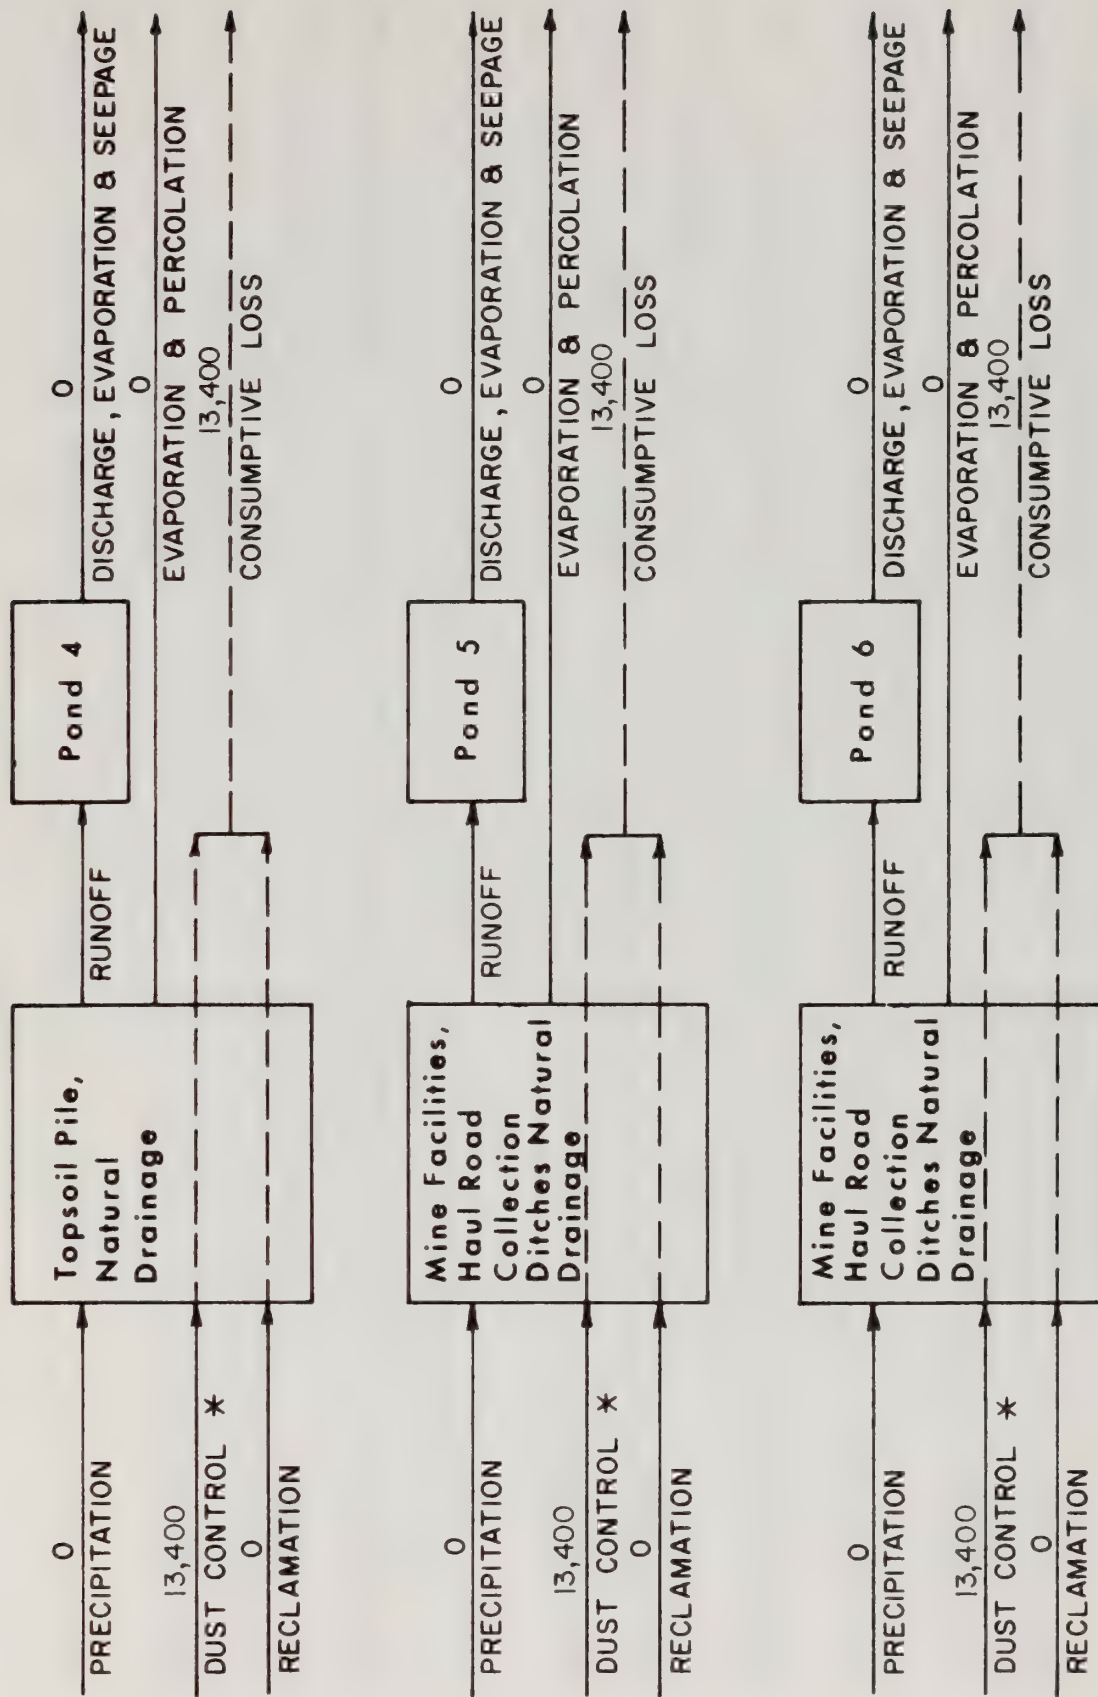 0
PRECIPITATION
13,400
DUST CONTROL *
0
RECLAMATION
Topsoil Pile,
Natural
Drainage
RUNOFF
Pond 4
0
DISCHARGE, EVAPORATION & SEEPAGE
0
EVAPORATION & PERCOLATION
13,400
CONSUMPTIVE LOSS
0
PRECIPITATION
13,400
DUST CONTROL *
0
RECLAMATION
Mine Facilities,
Haul Road
Collection
Ditches Natural
Drainage
RUNOFF
Pond 5
0
DISCHARGE, EVAPORATION & SEEPAGE
0
EVAPORATION & PERCOLATION
13,400
CONSUMPTIVE LOSS
0
PRECIPITATION
13,400
DUST CONTROL *
0
RECLAMATION
Mine Facilities,
Haul Road
Collection
Ditches Natural
Drainage
RUNOFF
Pond 6
0
DISCHARGE, EVAPORATION & SEEPAGE
0
EVAPORATION & PERCOLATION
13,400
CONSUMPTIVE LOSS